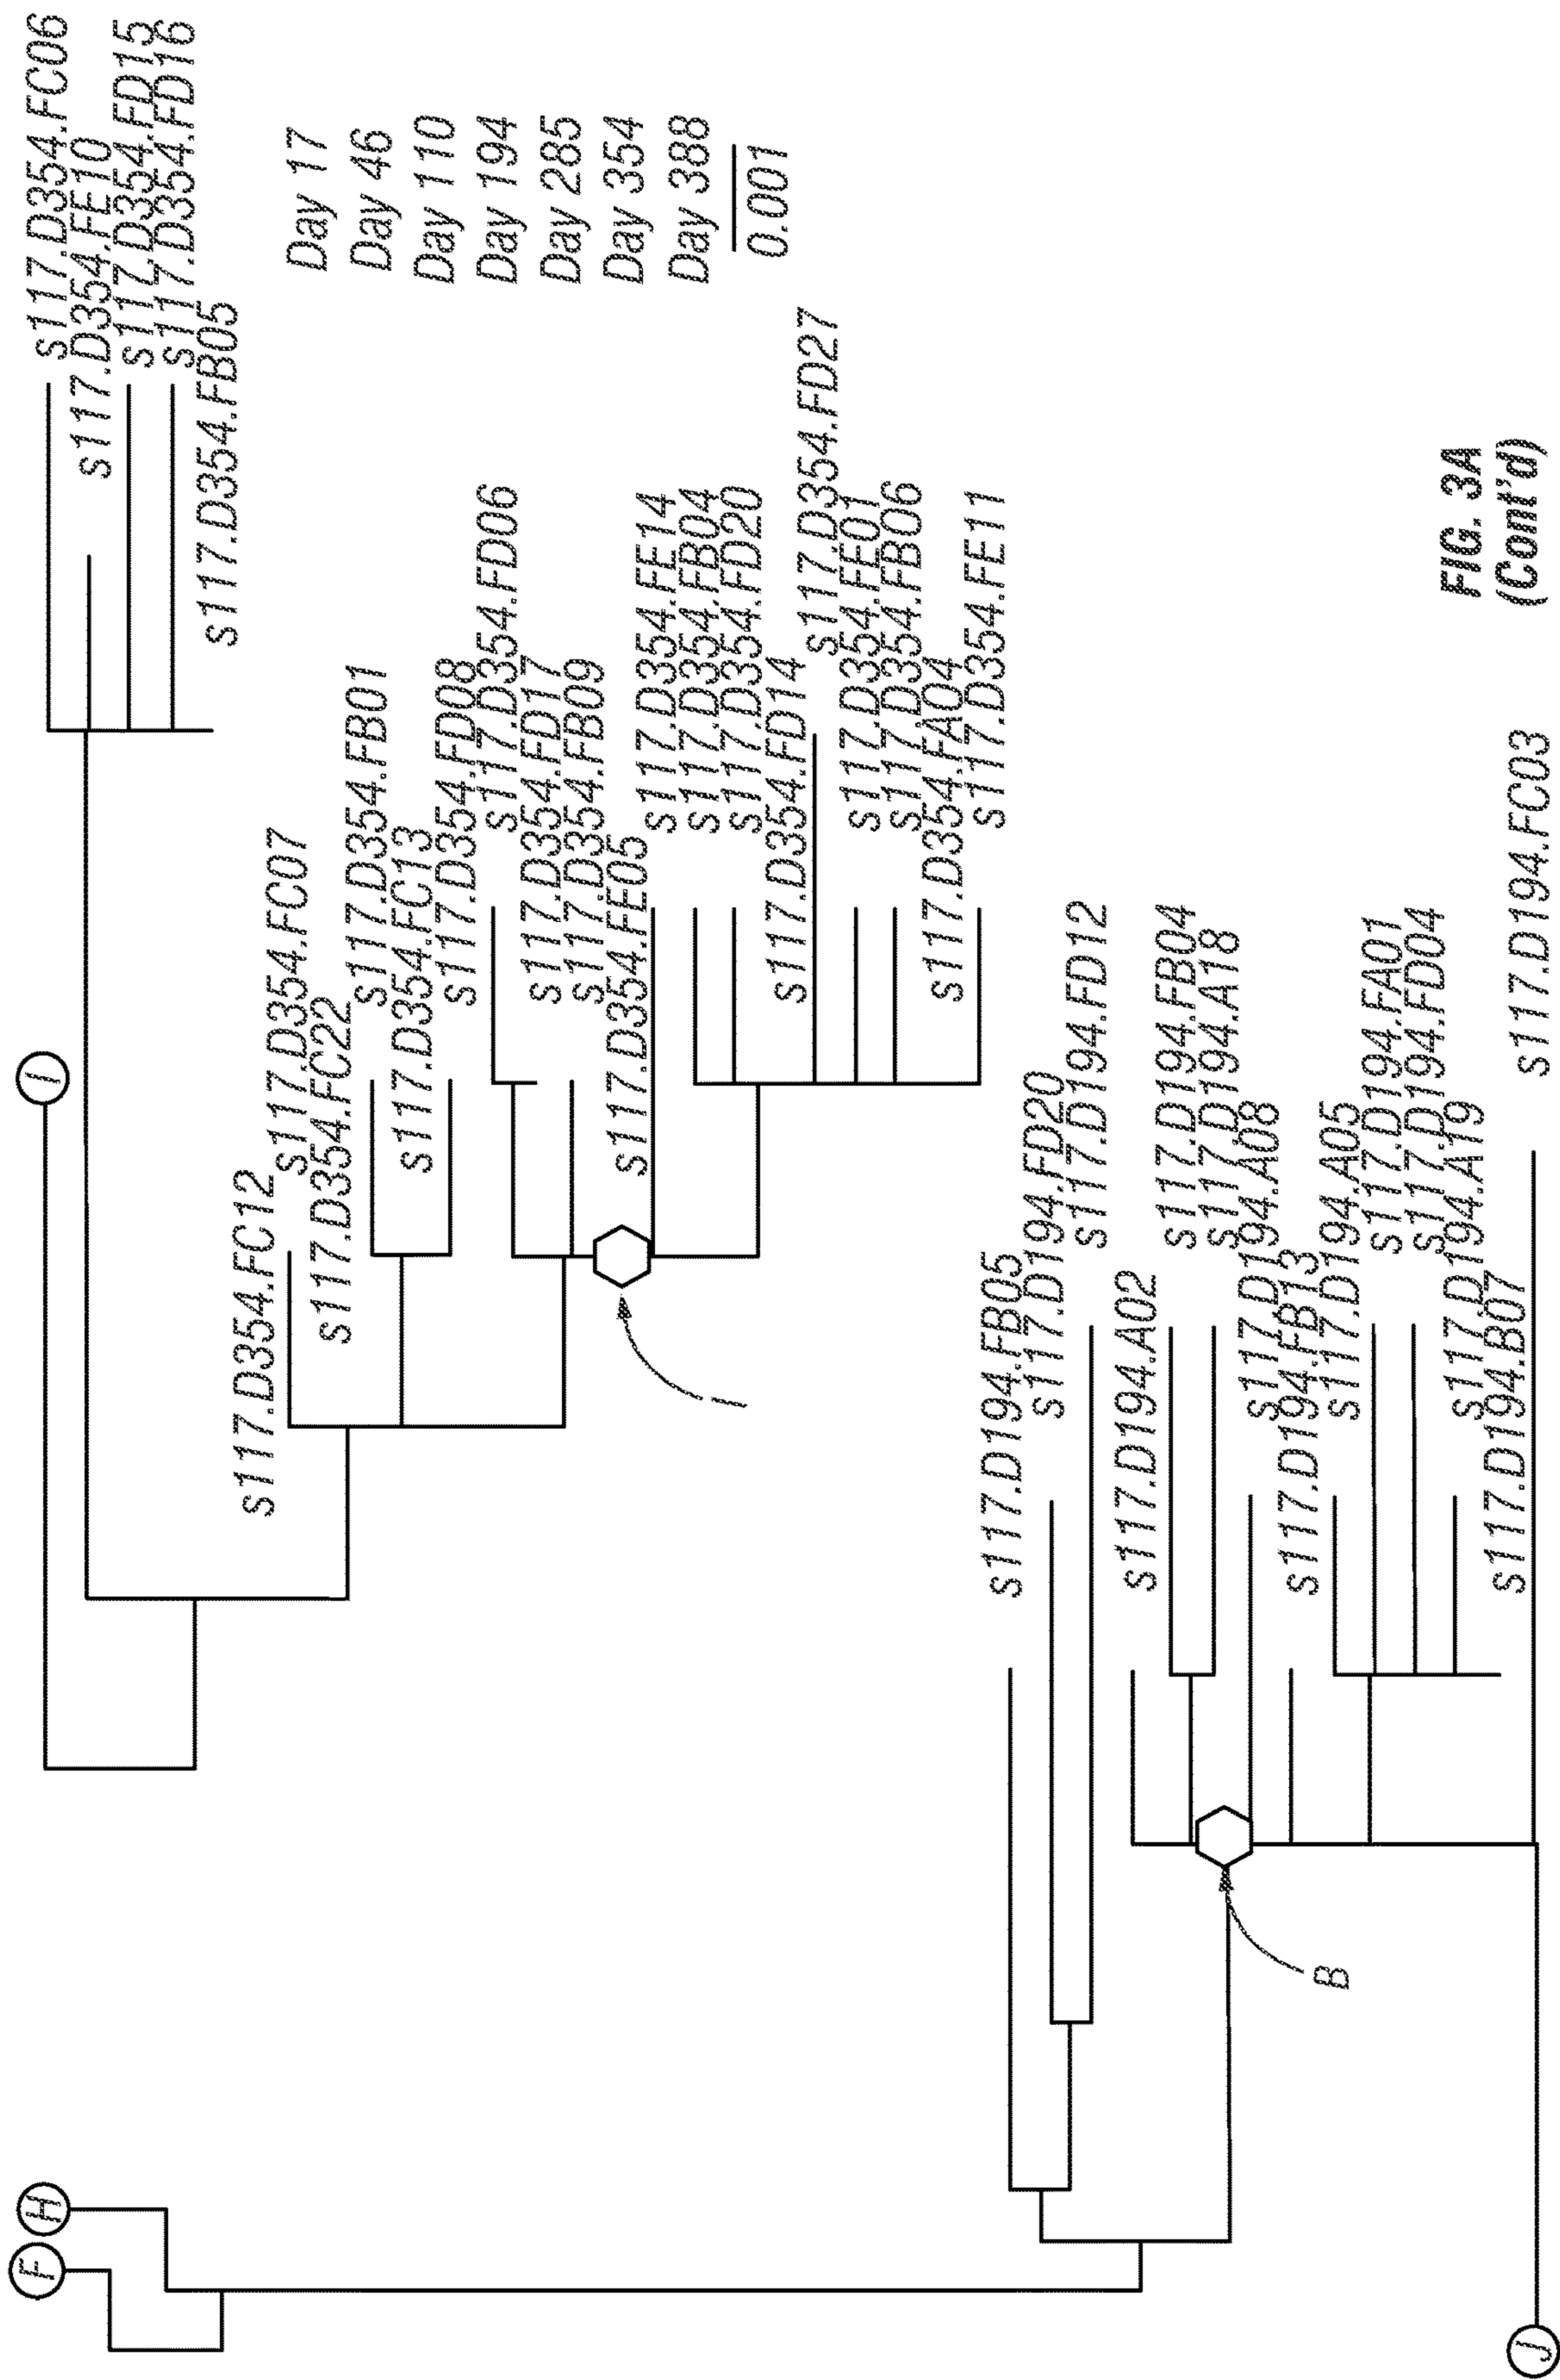 I
s117.D354.FC06
s117.D354.FE10
s117.D354.FD15
s117.D354.FD16
s117.D354.FB05
s117.D354.FC12
s117.D354.FC07
s117.D354.FC22
s117.D354.FB01
s117.D354.FC13
s117.D354.FD08
s117.D354.FD06
s117.D354.FD17
s117.D354.FB09
s117.D354.FE05
s117.D354.FE14
s117.D354.FB04
s117.D354.FD20
s117.D354.FD14
s117.D354.FD27
s117.D354.FE01
s117.D354.FB06
s117.D354.FA04
s117.D354.FE11
Day 17
Day 46
Day 110
Day 194
Day 285
Day 354
Day 388
0.001
I
F
H
s117.D194.FB05
s117.D194.FD20
s117.D194.FD12
s117.D194.A02
s117.D194.FB04
s117.D194.A18
s117.D194.A08
s117.D194.FB13
s117.D194.A05
s117.D194.FA01
s117.D194.FD04
s117.D194.A19
s117.D194.B07
s117.D194.FC03
B
J
FIG. 3A
(Cont'd)